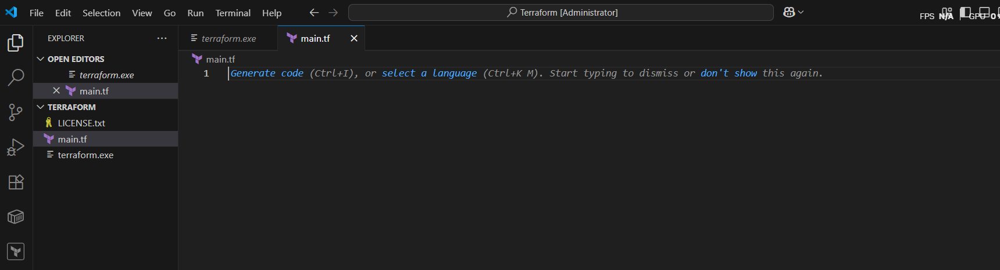 File Edit Selection View Go Run Terminal Help
Terraform [Administrator]
FPS N/A GPU 0
EXPLORER
terraform.exe
main.tf
OPEN EDITORS
terraform.exe
main.tf
TERRAFORM
LICENSE.txt
main.tf
terraform.exe
main.tf
1 Generate code (Ctrl+I), or select a language (Ctrl+K M). Start typing to dismiss or don't show this again.